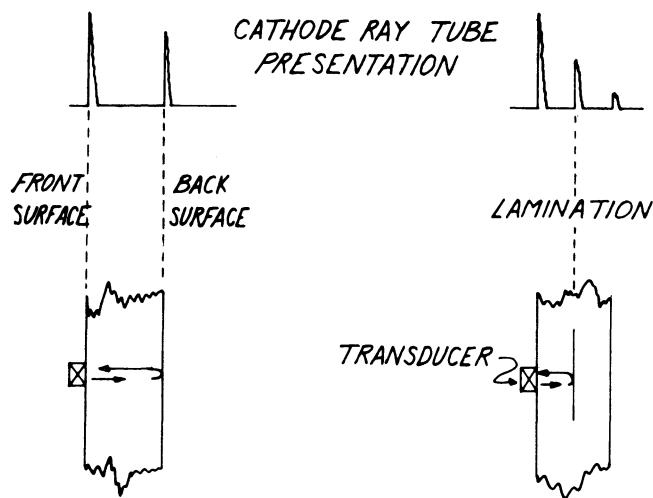 CATHODE RAY TUBE
PRESENTATION
FRONT
SURFACE
BACK
SURFACE
LAMINATION
TRANSDUCER